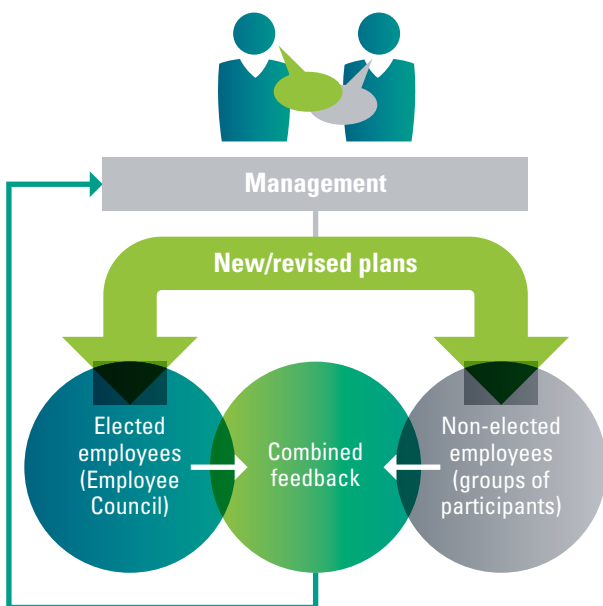 Management
New/revised plans
Elected
employees
(Employee
Council)
Combined
feedback
Non-elected
employees
(groups of
participants)